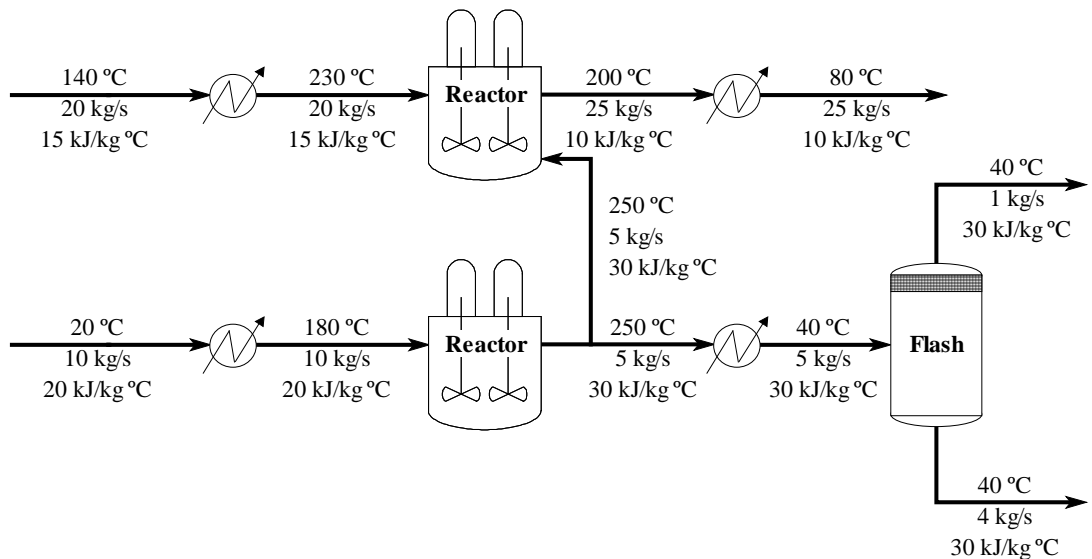 140 ºC
20 kg/s
15 kJ/kg ºC
230 ºC
20 kg/s
15 kJ/kg ºC
Reactor
200 ºC
25 kg/s
10 kJ/kg ºC
80 ºC
25 kg/s
10 kJ/kg ºC
250 ºC
5 kg/s
30 kJ/kg ºC
40 ºC
1 kg/s
30 kJ/kg ºC
20 ºC
10 kg/s
20 kJ/kg ºC
180 ºC
10 kg/s
20 kJ/kg ºC
Reactor
250 ºC
5 kg/s
30 kJ/kg ºC
40 ºC
5 kg/s
30 kJ/kg ºC
Flash
40 ºC
4 kg/s
30 kJ/kg ºC